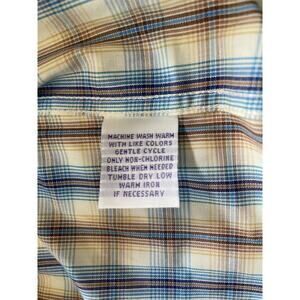 MACHINE WASH WARM
WITH LIKE COLORS
GENTLE CYCLE
ONLY NON-CHLORINE
BLEACH WHEN NEEDED
TUMBLE DRY LOW
WARM IRON
IF NECESSARY